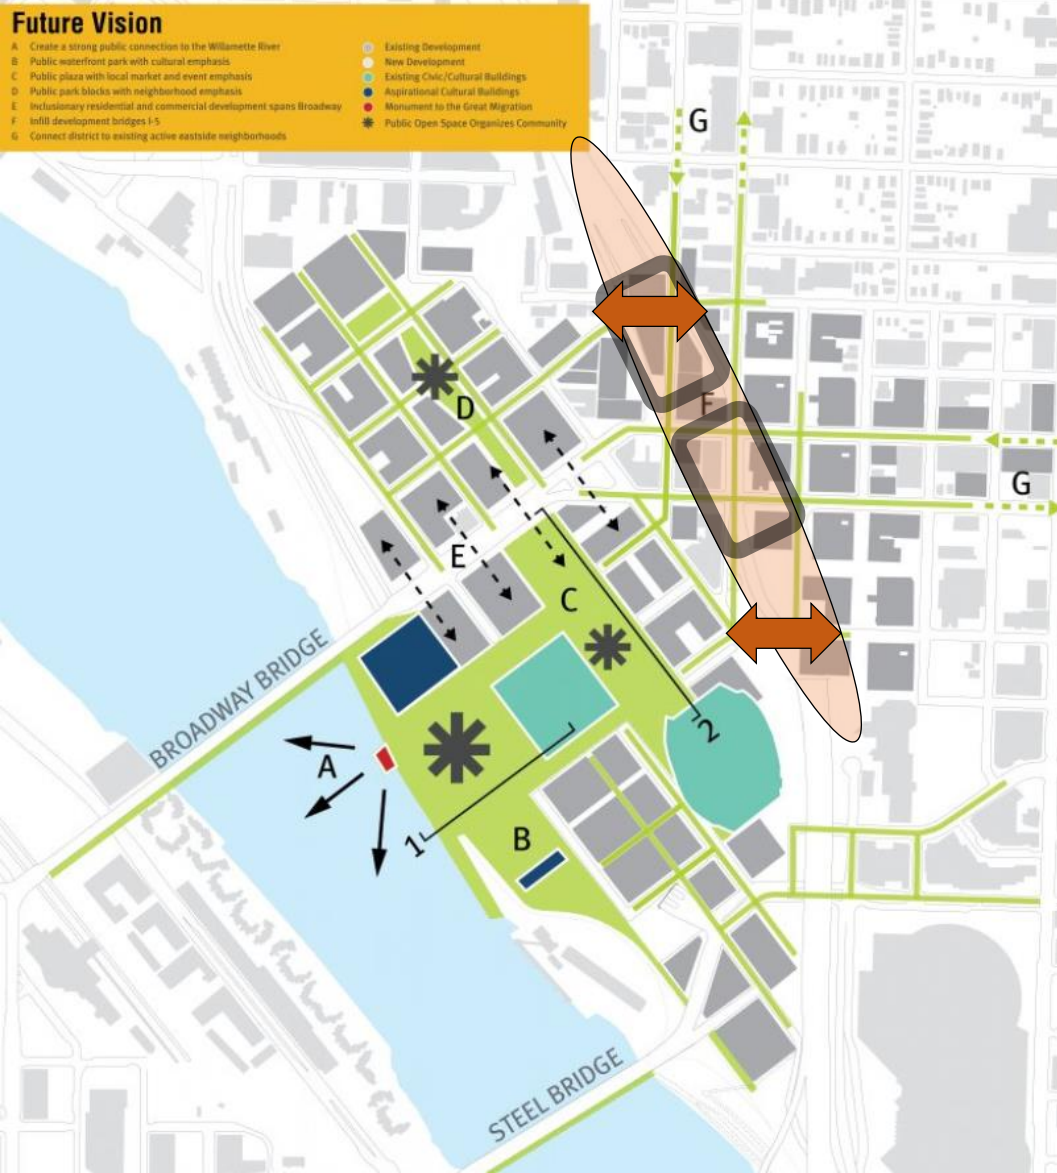 Future Vision
A Create a strong public connection to the Willamette River
B Public waterfront park with cultural emphasis
C Public plaza with local market and event emphasis
D Public park blocks with neighborhood emphasis
E Inclusionary residential and commercial development spans Broadway
F Infill development bridges I-5
G Connect district to existing active eastside neighborhoods
Existing Development
New Development
Existing Civic/Cultural Buildings
Aspirational Cultural Buildings
Monument to the Great Migration
Public Open Space Organizes Community
G
F
D
G
E
C
BROADWAY BRIDGE
2
A
B
1
STEEL BRIDGE